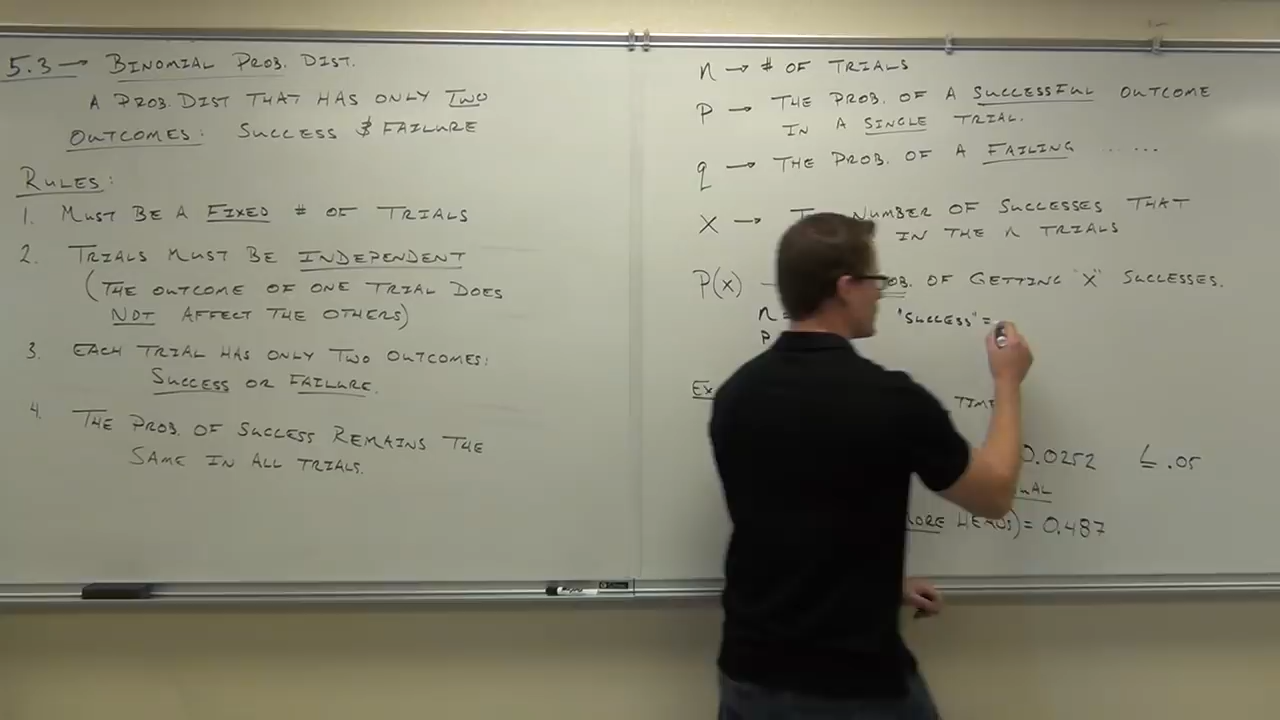 5.3 → BINOMIAL PROB. DIST.
A PROB. DIST THAT HAS ONLY TWO
OUTCOMES: SUCCESS & FAILURE
RULES:
1. MUST BE A FIXED # OF TRIALS
2. TRIALS MUST BE INDEPENDENT
(THE OUTCOME OF ONE TRIAL DOES
NOT AFFECT THE OTHERS)
3. EACH TRIAL HAS ONLY TWO OUTCOMES:
SUCCESS OR FAILURE.
4. THE PROB. OF SUCCESS REMAINS THE
SAME IN ALL TRIALS.
n → # OF TRIALS
P → THE PROB. OF A SUCCESSFUL OUTCOME
IN A SINGLE TRIAL.
q → THE PROB. OF A FAILING ......
X → NUMBER OF SUCCESSES THAT
IN THE n TRIALS
P(X) OF GETTING "X" SUCCESSES.
n = "SUCCESS" =
P
0.0252 ≤ .05
HEADS) = 0.487